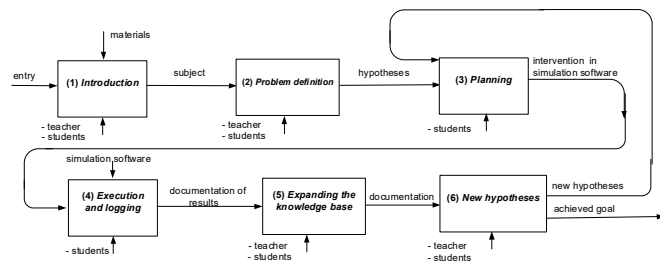 materials
entry
(1) Introduction
subject
(2) Problem definition
hypotheses
(3) Planning
intervention in
simulation software
- teacher
- students
- teacher
- students
- students
simulation software
(4) Execution
and logging
documentation of
results
(5) Expanding the
knowledge base
documentation
(6) New hypotheses
new hypotheses
achieved goal
- students
- teacher
- students
- teacher
- students